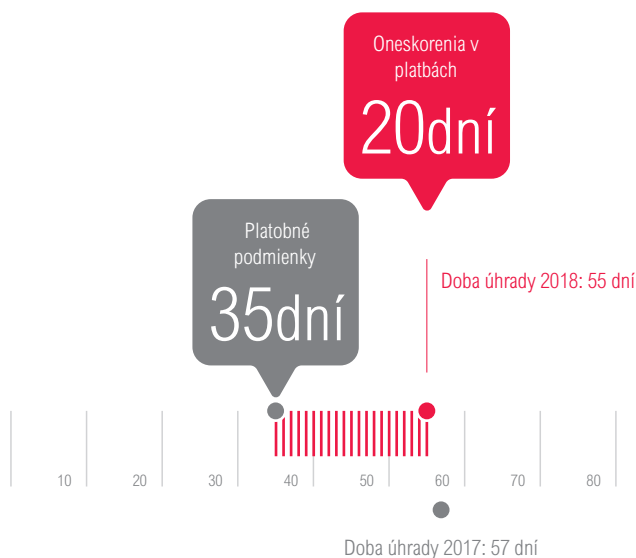 Oneskorenia v
platbách
20dní
Platobné
podmienky
35dní
Doba úhrady 2018: 55 dní
10 20 30 40 50 60 70 80
Doba úhrady 2017: 57 dní